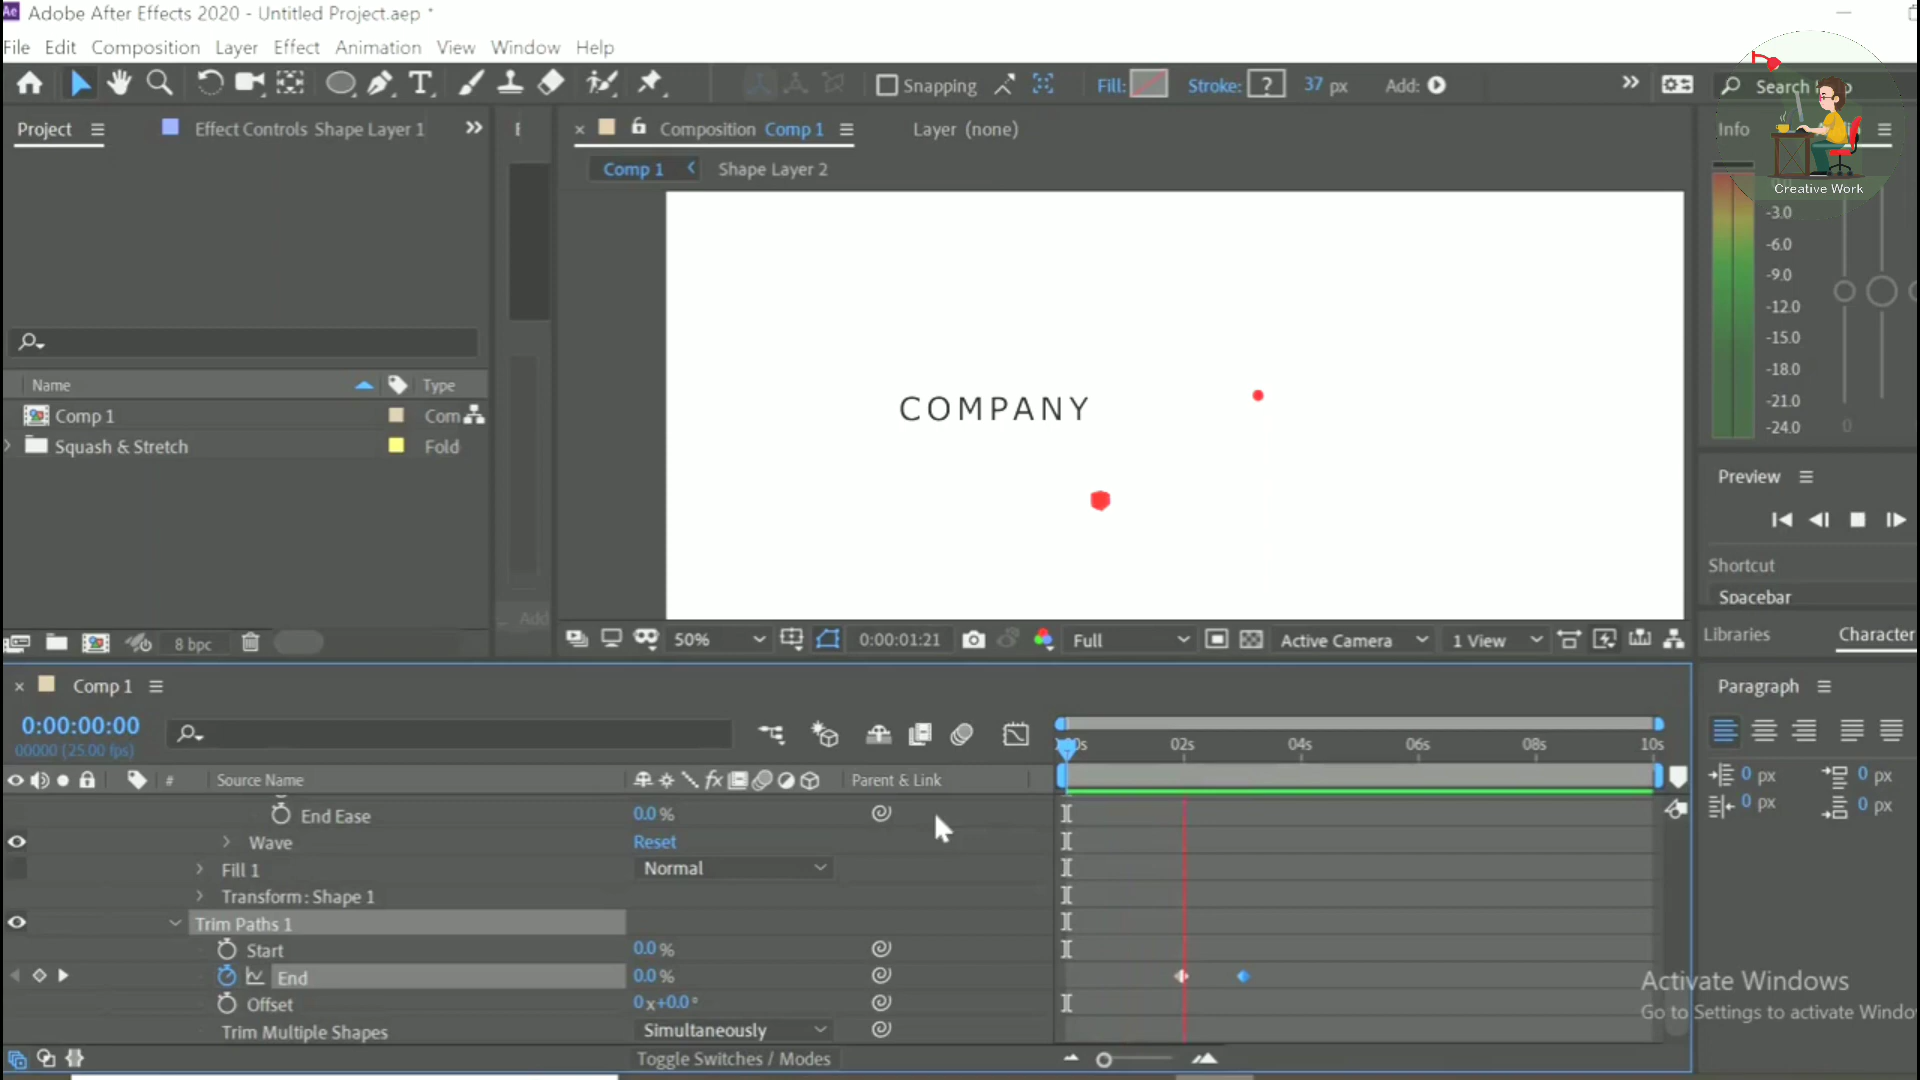 Ae Adobe After Effects 2020 - Untitled Project.aep *
File Edit Composition Layer Effect Animation View Window Help
T Snapping Fill: Stroke: ? 37 px Add: Search
Project Effect Controls Shape Layer 1 Composition Comp 1 Layer (none) Info
Comp 1 Shape Layer 2
Creative Work
-3.0
-6.0
-9.0
-12.0
-15.0
-18.0
-21.0
-24.0 0
Name Type
Comp 1 Com
Squash & Stretch Fold
COMPANY
Preview
Shortcut
Spacebar
Add
8 bpc 50% 0:00:01:21 Full Active Camera 1 View
Libraries Character
Comp 1
Paragraph
0:00:00:00
00000 (25.00 fps)
02s 04s 06s 08s 10s
# Source Name fx Parent & Link
0 px 0 px
0 px 0 px
End Ease 0.0 %
Wave Reset
Fill 1 Normal
Transform: Shape 1
Trim Paths 1
Start 0.0 %
End 0.0 %
Offset 0 x+0.0°
Trim Multiple Shapes Simultaneously
Toggle Switches / Modes
Activate Windows
Go to Settings to activate Windo